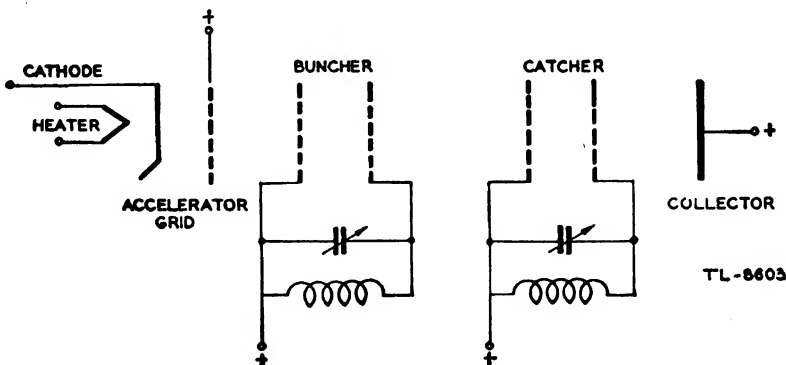 +
CATHODE
BUNCHER
CATCHER
HEATER
+
ACCELERATOR
GRID
COLLECTOR
TL-8603
+
+